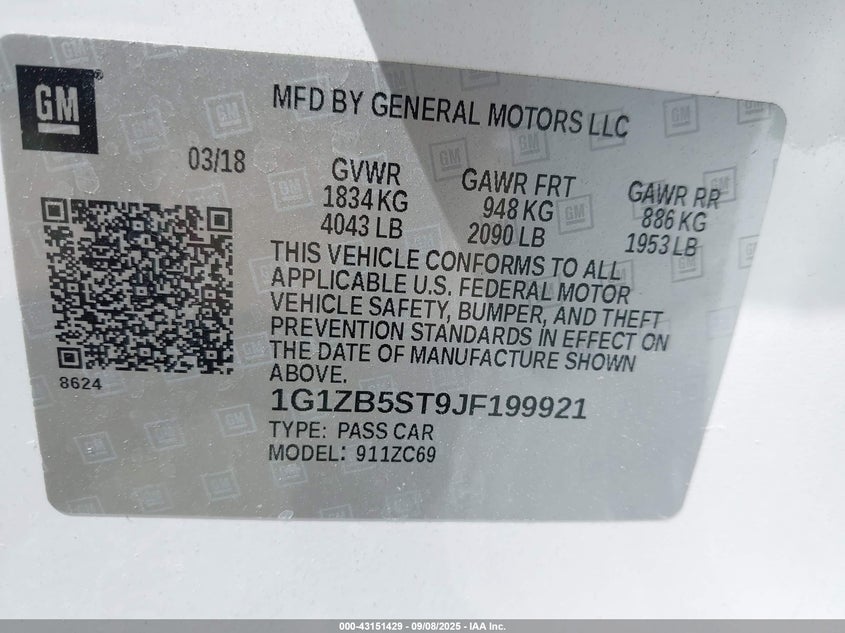 GM
MFD BY GENERAL MOTORS LLC
03/18
GVWR
1834 KG
4043 LB
GAWR FRT
948 KG
2090 LB
GAWR RR
886 KG
1953 LB
THIS VEHICLE CONFORMS TO ALL
APPLICABLE U.S. FEDERAL MOTOR
VEHICLE SAFETY, BUMPER, AND THEFT
PREVENTION STANDARDS IN EFFECT ON
THE DATE OF MANUFACTURE SHOWN
ABOVE.
8624
1G1ZB5ST9JF199921
TYPE: PASS CAR
MODEL: 911ZC69
000-43151429 - 09/08/2025 - IAA Inc.